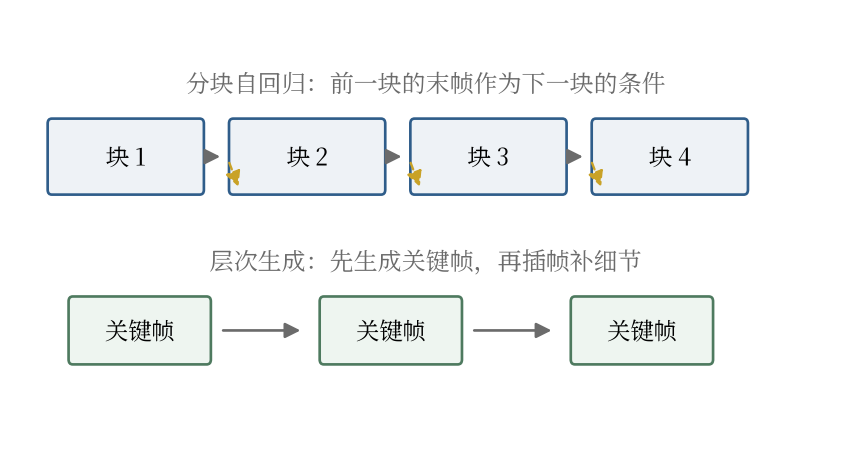 分块自回归：前一块的末帧作为下一块的条件
块 1
块 2
块 3
块 4
层次生成：先生成关键帧，再插帧补细节
关键帧
关键帧
关键帧